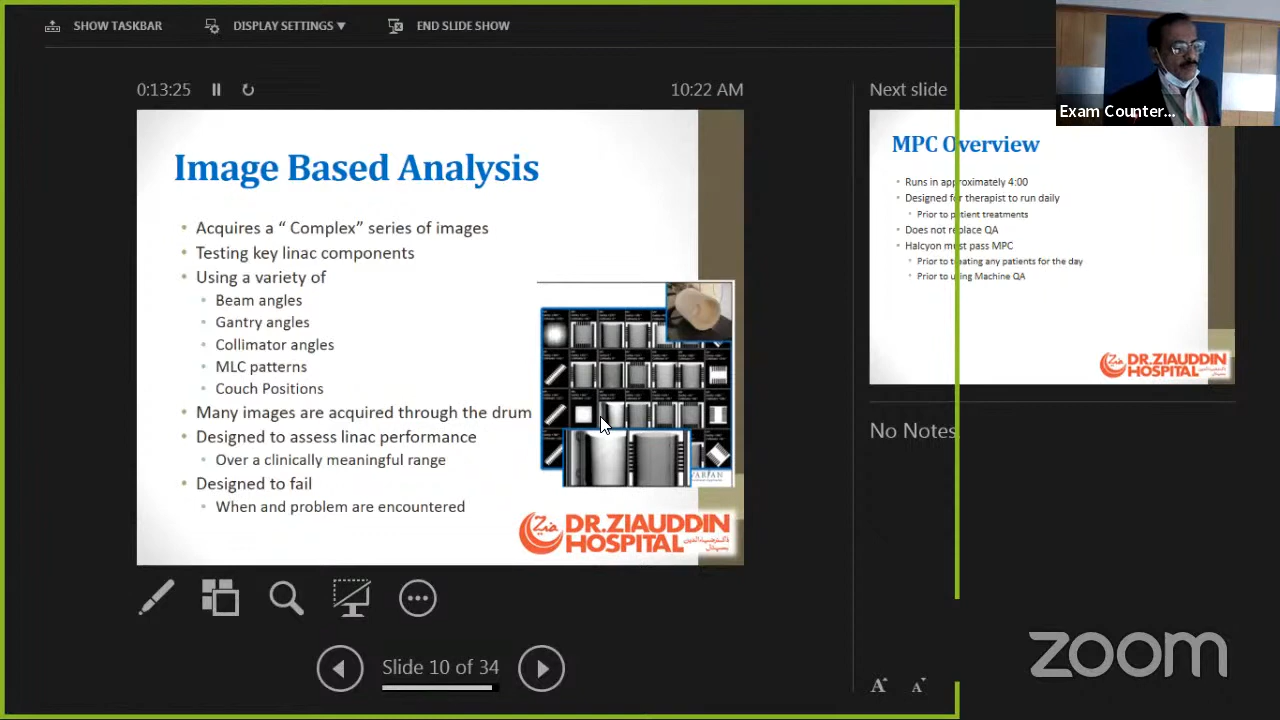 SHOW TASKBAR
DISPLAY SETTINGS
END SLIDE SHOW
0:13:25
10:22 AM
Next slide
Exam Counter...
Image Based Analysis
• Acquires a “ Complex” series of images
• Testing key linac components
• Using a variety of
• Beam angles
• Gantry angles
• Collimator angles
• MLC patterns
• Couch Positions
• Many images are acquired through the drum
• Designed to assess linac performance
• Over a clinically meaningful range
• Designed to fail
• When and problem are encountered
Zia
DR.ZIAUDDIN
HOSPITAL
MPC Overview
• Runs in approximately 4:00
• Designed for therapist to run daily
• Prior to patient treatments
• Does not replace QA
• Halcyon must pass MPC
• Prior to treating any patients for the day
• Prior to using Machine QA
Zia
DR.ZIAUDDIN
HOSPITAL
No Notes
Slide 10 of 34
A A
zoom